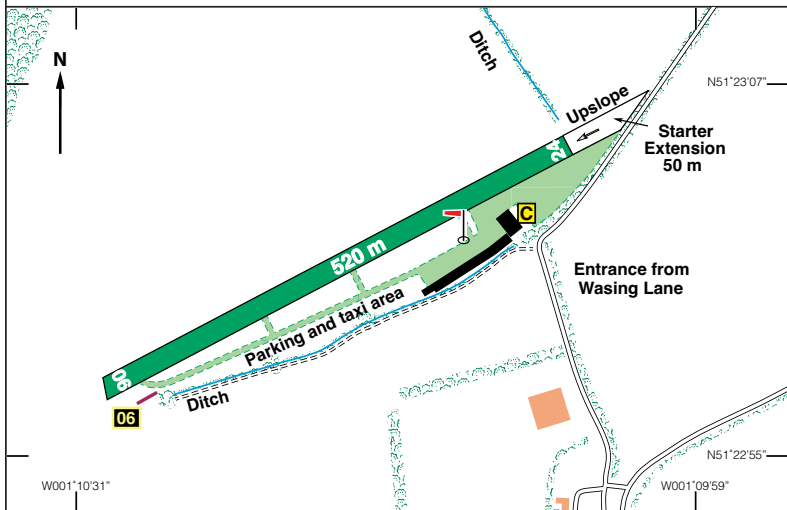 N
Ditch
N51°23'07"
Upslope
Starter
Extension
50 m
24
C
520 m
Entrance from
Wasing Lane
Parking and taxi area
06
06
Ditch
N51°22'55"
W001°10'31"
W001°09'59"